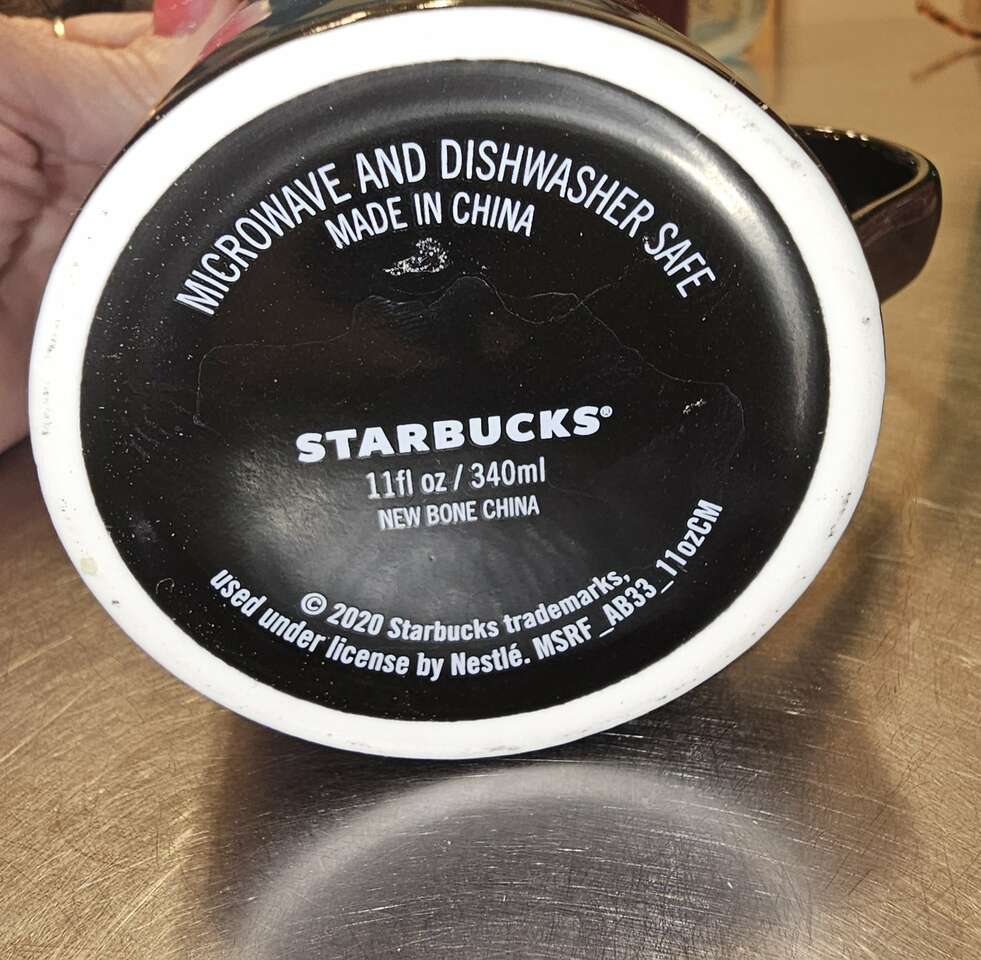 MICROWAVE AND DISHWASHER SAFE
MADE IN CHINA
STARBUCKS®
11fl oz / 340ml
NEW BONE CHINA
© 2020 Starbucks trademarks,
used under license by Nestlé. MSRF_AB33_11ozCM